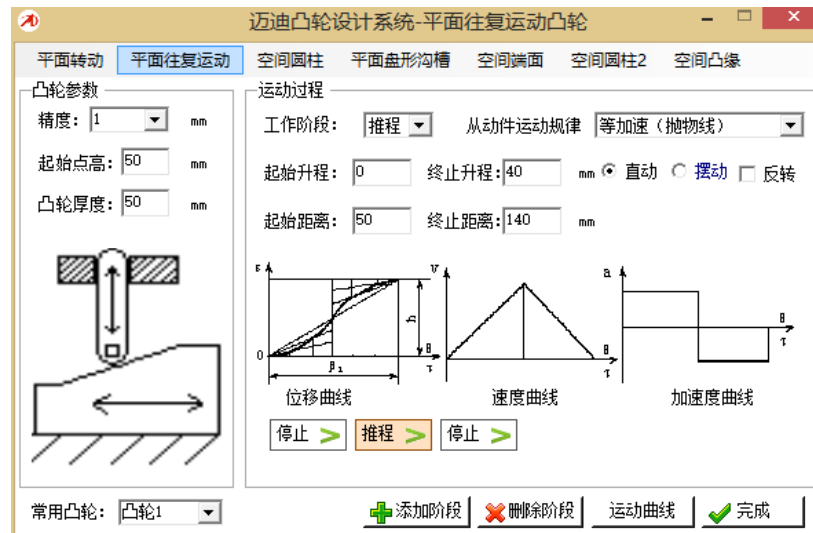 迈迪凸轮设计系统-平面往复运动凸轮
平面转动 平面往复运动 空间圆柱 平面盘形沟槽 空间端面 空间圆柱2 空间凸缘
凸轮参数
精度: 1 mm
起始点高: 50 mm
凸轮厚度: 50 mm
运动过程
工作阶段: 推程 从动件运动规律 等加速（抛物线）
起始升程: 0 终止升程: 40 mm 直动 摆动 反转
起始距离: 50 终止距离: 140 mm
s h 0 β1 θ τ
V θ τ
a θ τ
位移曲线 速度曲线 加速度曲线
停止 推程 停止
常用凸轮: 凸轮1 添加阶段 删除阶段 运动曲线 完成